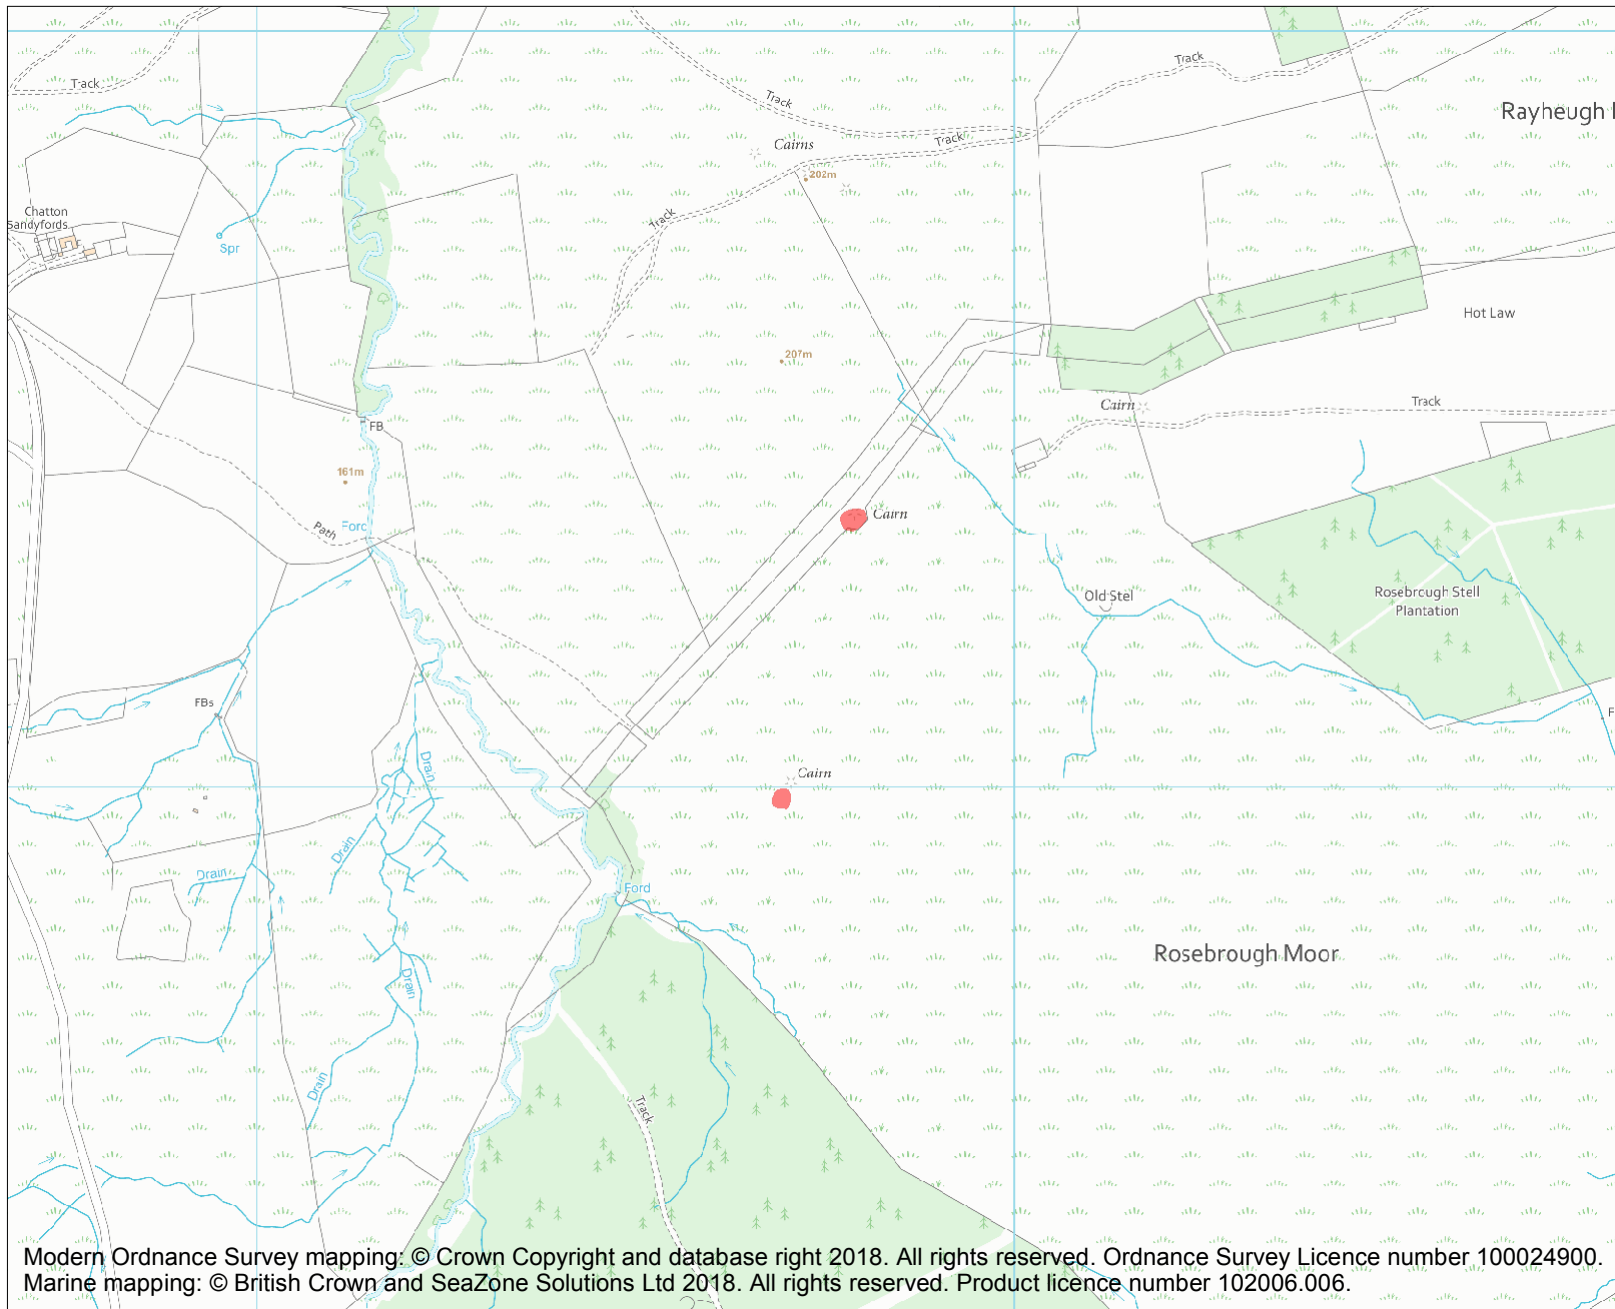 Track
Track
Track
Rayheugh
Cairns
Track
202m
Chatton
Sandyfords
Track
Spr
Hot Law
207m
Cairn
Track
FB
161m
Cairn
Ford
Path
Old Stel
Rosebrough Stell
Plantation
FBs
Drain
Cairn
Drain
Drain
Ford
Rosebrough Moor
Drain
Drain
Track
Modern Ordnance Survey mapping: © Crown Copyright and database right 2018. All rights reserved. Ordnance Survey Licence number 100024900.
Marine mapping: © British Crown and SeaZone Solutions Ltd 2018. All rights reserved. Product licence number 102006.006.